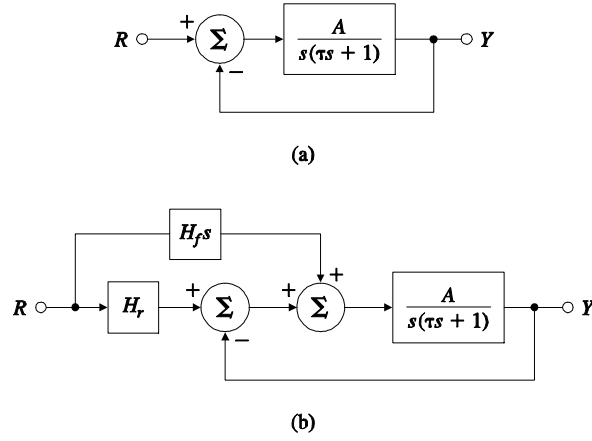 R + Σ − A Y
s(τs + 1)
(a)
H_f s
R H_r + Σ − + + Σ A Y
s(τs + 1)
(b)